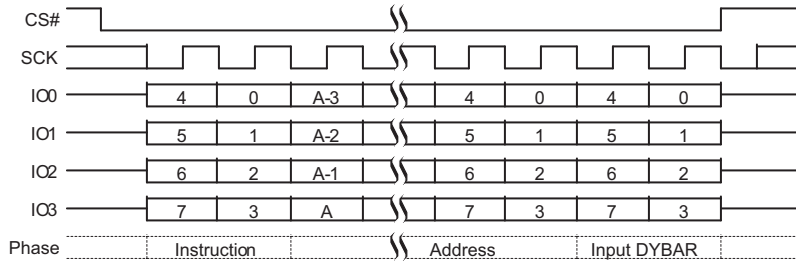 CS#
SCK
IO0 4 0 A-3 4 0 4 0
IO1 5 1 A-2 5 1 5 1
IO2 6 2 A-1 6 2 6 2
IO3 7 3 A 7 3 7 3
Phase Instruction Address Input DYBAR